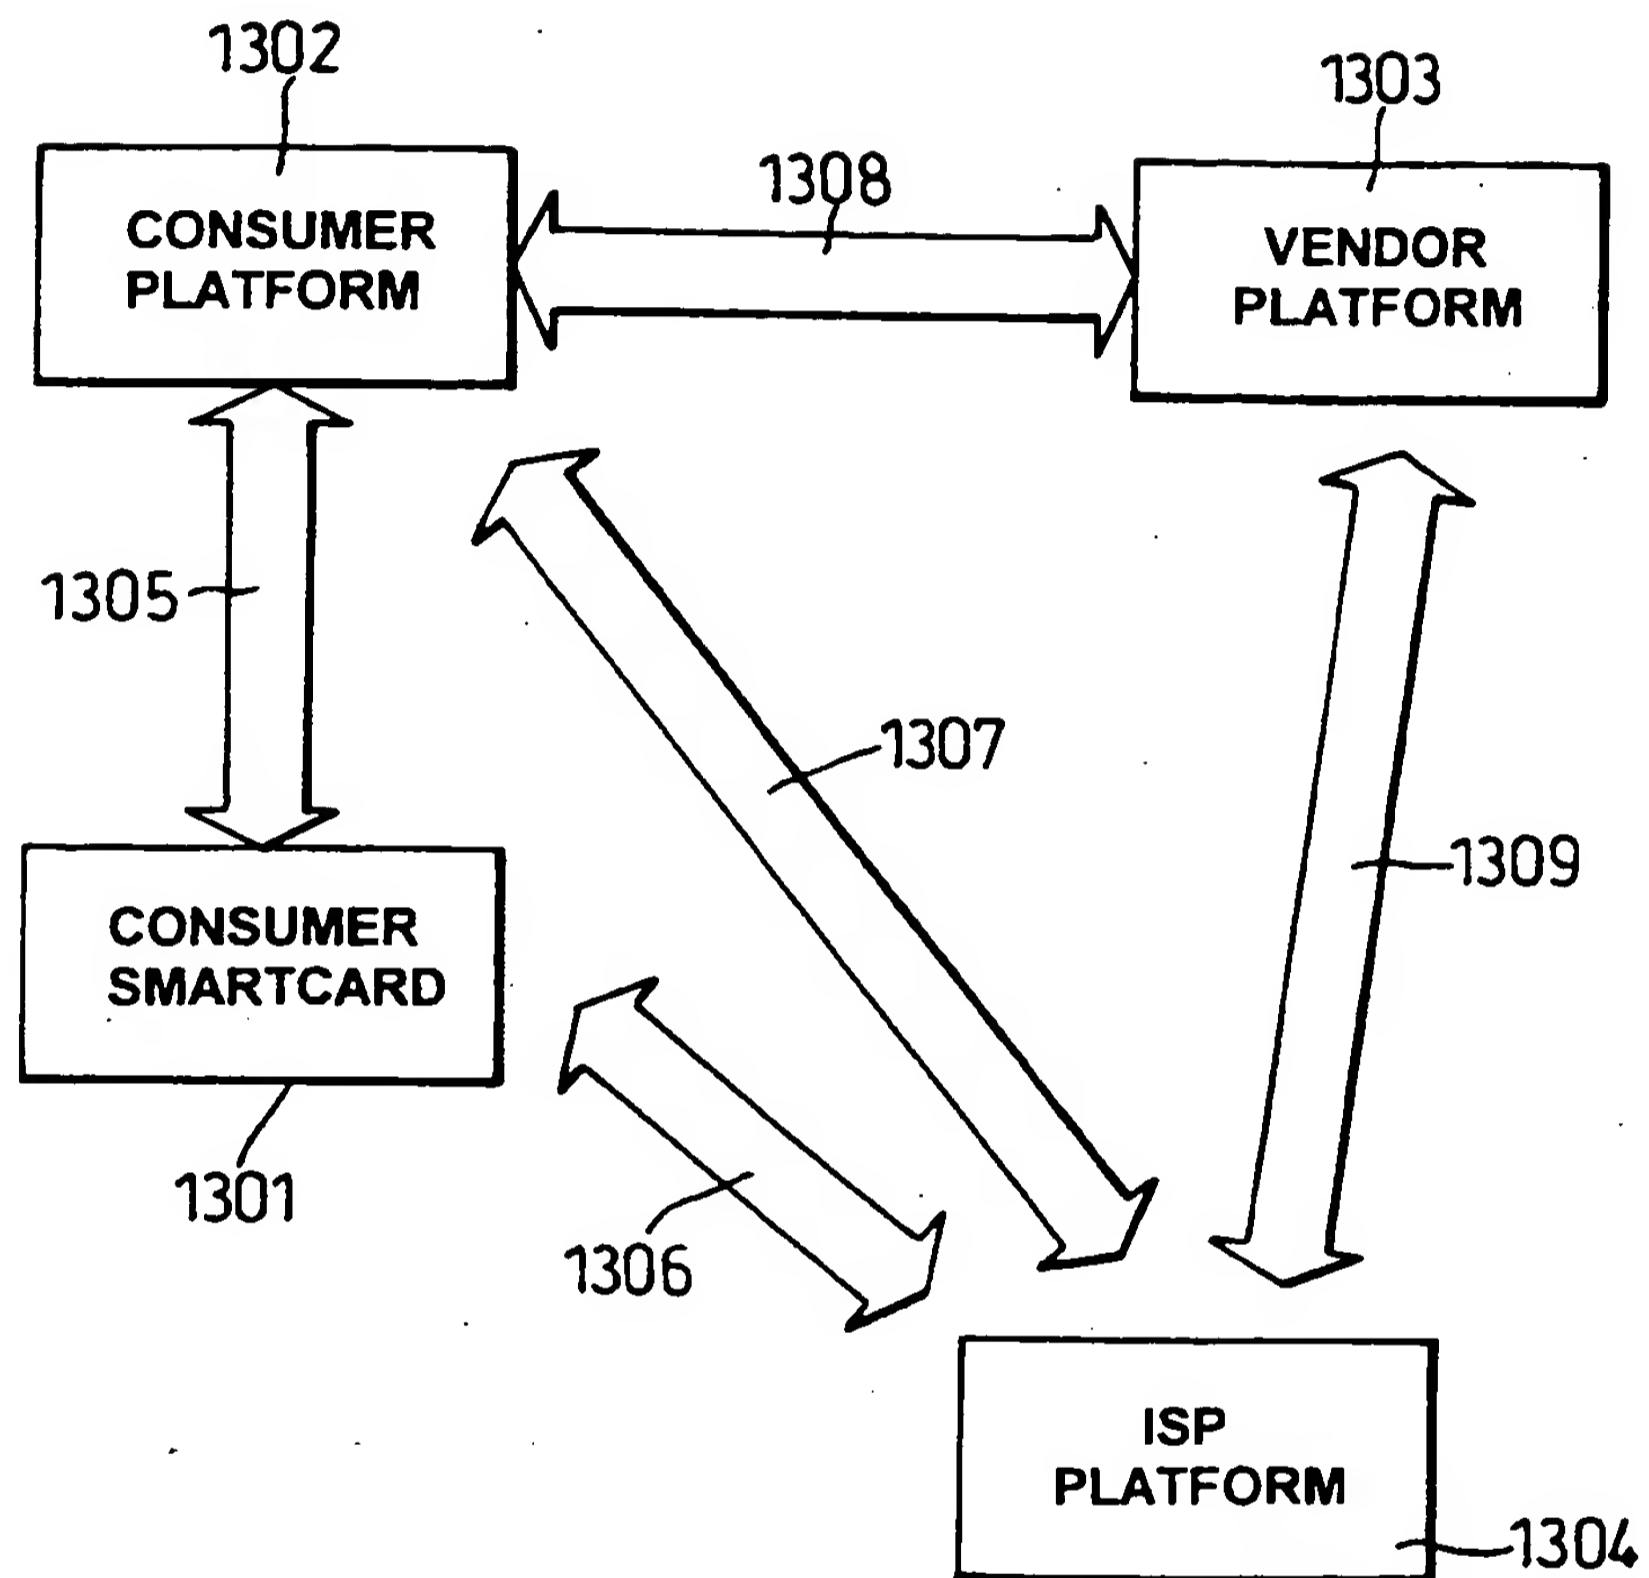 1302
1303
1308
CONSUMER
PLATFORM
VENDOR
PLATFORM
1305
1307
1309
CONSUMER
SMARTCARD
1301
1306
ISP
PLATFORM
1304